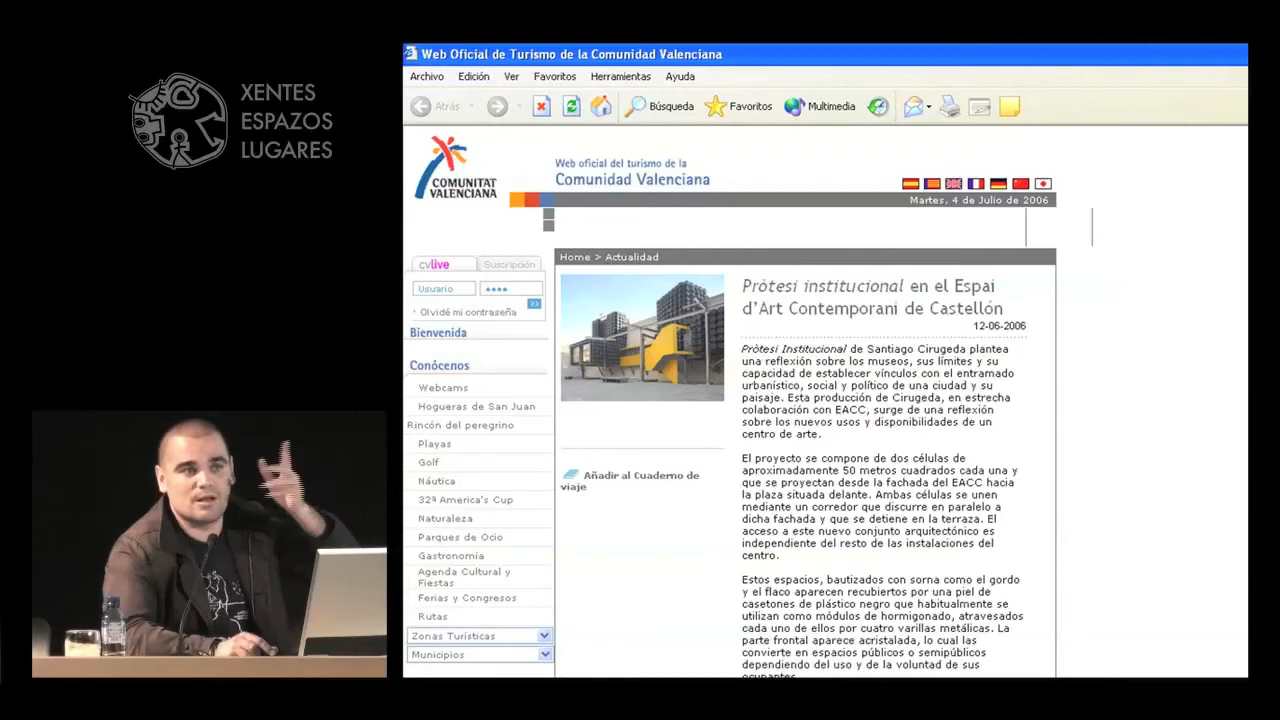 XENTES
ESPAZOS
LUGARES
Web Oficial de Turismo de la Comunidad Valenciana
Archivo Edición Ver Favoritos Herramientas Ayuda
Atrás Búsqueda Favoritos Multimedia
COMUNITAT
VALENCIANA
Web oficial del turismo de la
Comunidad Valenciana
Martes, 4 de Julio de 2006
cvlive Suscripción
Usuario ••••
>>
Olvidé mi contraseña
Bienvenida
Conócenos
Webcams
Hogueras de San Juan
Rincón del peregrino
Playas
Golf
Náutica
32ª America's Cup
Naturaleza
Parques de Ocio
Gastronomía
Agenda Cultural y
Fiestas
Ferias y Congresos
Rutas
Zonas Turísticas
Municipios
Home > Actualidad
Añadir al Cuaderno de
viaje
Pròtesi institucional en el Espai
d'Art Contemporani de Castellón
12-06-2006
Pròtesi Institucional de Santiago Cirugeda plantea
una reflexión sobre los museos, sus límites y su
capacidad de establecer vínculos con el entramado
urbanístico, social y político de una ciudad y su
paisaje. Esta producción de Cirugeda, en estrecha
colaboración con EACC, surge de una reflexión
sobre los nuevos usos y disponibilidades de un
centro de arte.
El proyecto se compone de dos células de
aproximadamente 50 metros cuadrados cada una y
que se proyectan desde la fachada del EACC hacia
la plaza situada delante. Ambas células se unen
mediante un corredor que discurre en paralelo a
dicha fachada y que se detiene en la terraza. El
acceso a este nuevo conjunto arquitectónico es
independiente del resto de las instalaciones del
centro.
Estos espacios, bautizados con sorna como el gordo
y el flaco aparecen recubiertos por una piel de
casetones de plástico negro que habitualmente se
utilizan como módulos de hormigonado, atravesados
cada uno de ellos por cuatro varillas metálicas. La
parte frontal aparece acristalada, lo cual las
convierte en espacios públicos o semipúblicos
dependiendo del uso y de la voluntad de sus
ocupantes